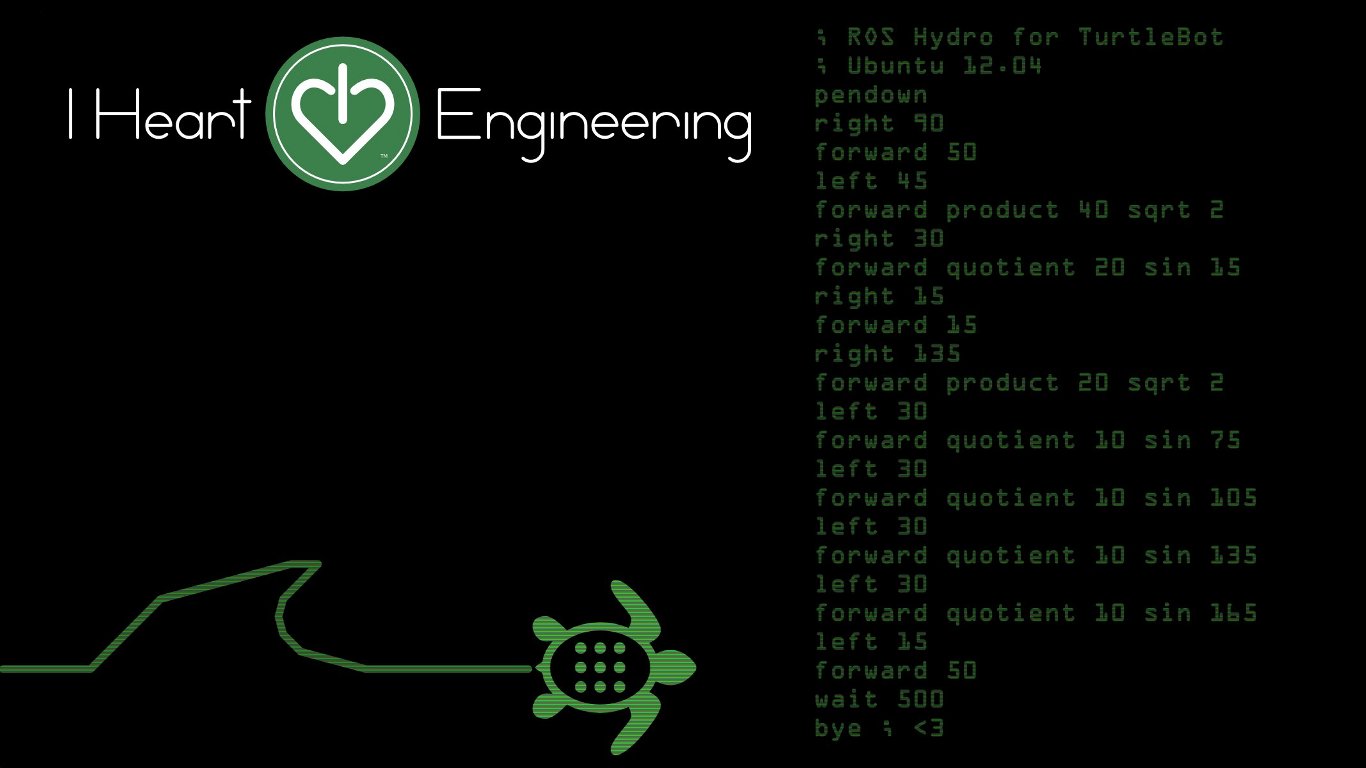 I Heart Engineering
™
; ROS Hydro for TurtleBot
; Ubuntu 12.04
pendown
right 90
forward 50
left 45
forward product 40 sqrt 2
right 30
forward quotient 20 sin 15
right 15
forward 15
right 135
forward product 20 sqrt 2
left 30
forward quotient 10 sin 75
left 30
forward quotient 10 sin 105
left 30
forward quotient 10 sin 135
left 30
forward quotient 10 sin 165
left 15
forward 50
wait 500
bye ; <3